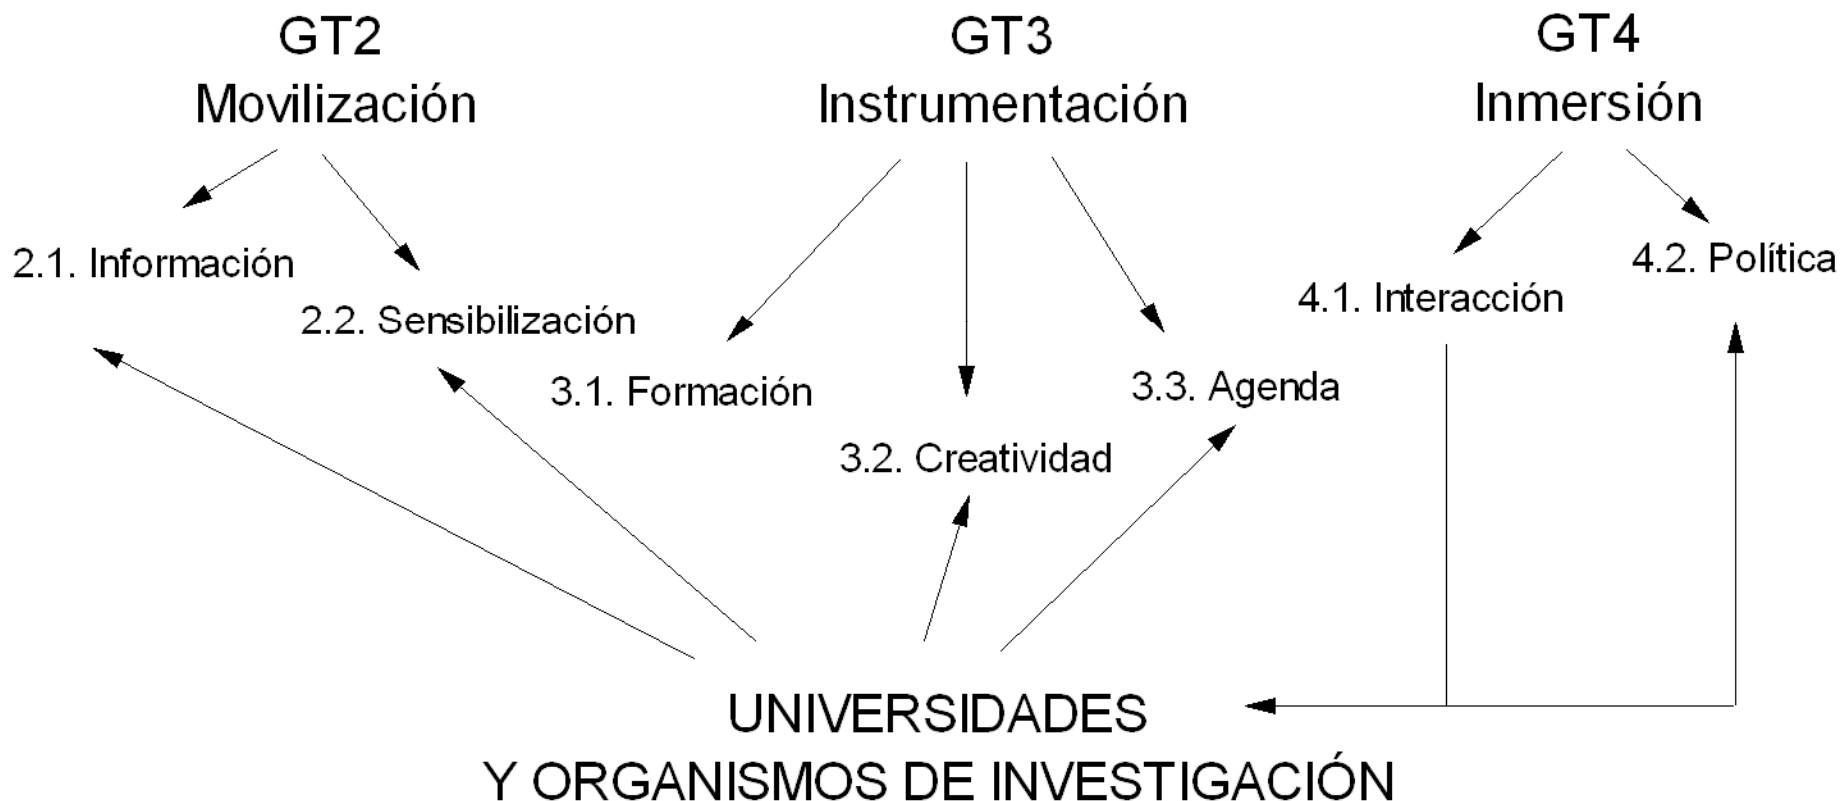 GT2
Movilización
GT3
Instrumentación
GT4
Inmersión
2.1. Información
2.2. Sensibilización
3.1. Formación
3.2. Creatividad
3.3. Agenda
4.1. Interacción
4.2. Política
UNIVERSIDADES
Y ORGANISMOS DE INVESTIGACIÓN